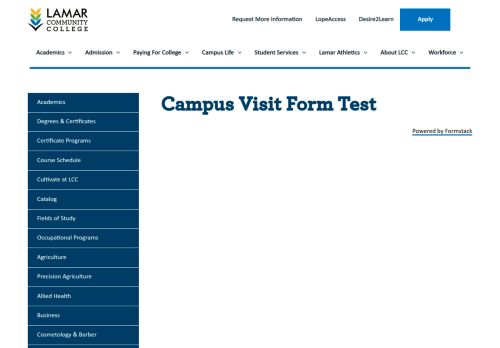 LAMAR
COMMUNITY
COLLEGE
Request More Information LopeAccess Desire2Learn Apply
Academics Admission Paying For College Campus Life Student Services Lamar Athletics About LCC Workforce
Campus Visit Form Test
Powered by Formstack
Academics
Degrees & Certificates
Certificate Programs
Course Schedule
Cultivate at LCC
Catalog
Fields of Study
Occupational Programs
Agriculture
Precision Agriculture
Allied Health
Business
Cosmetology & Barber